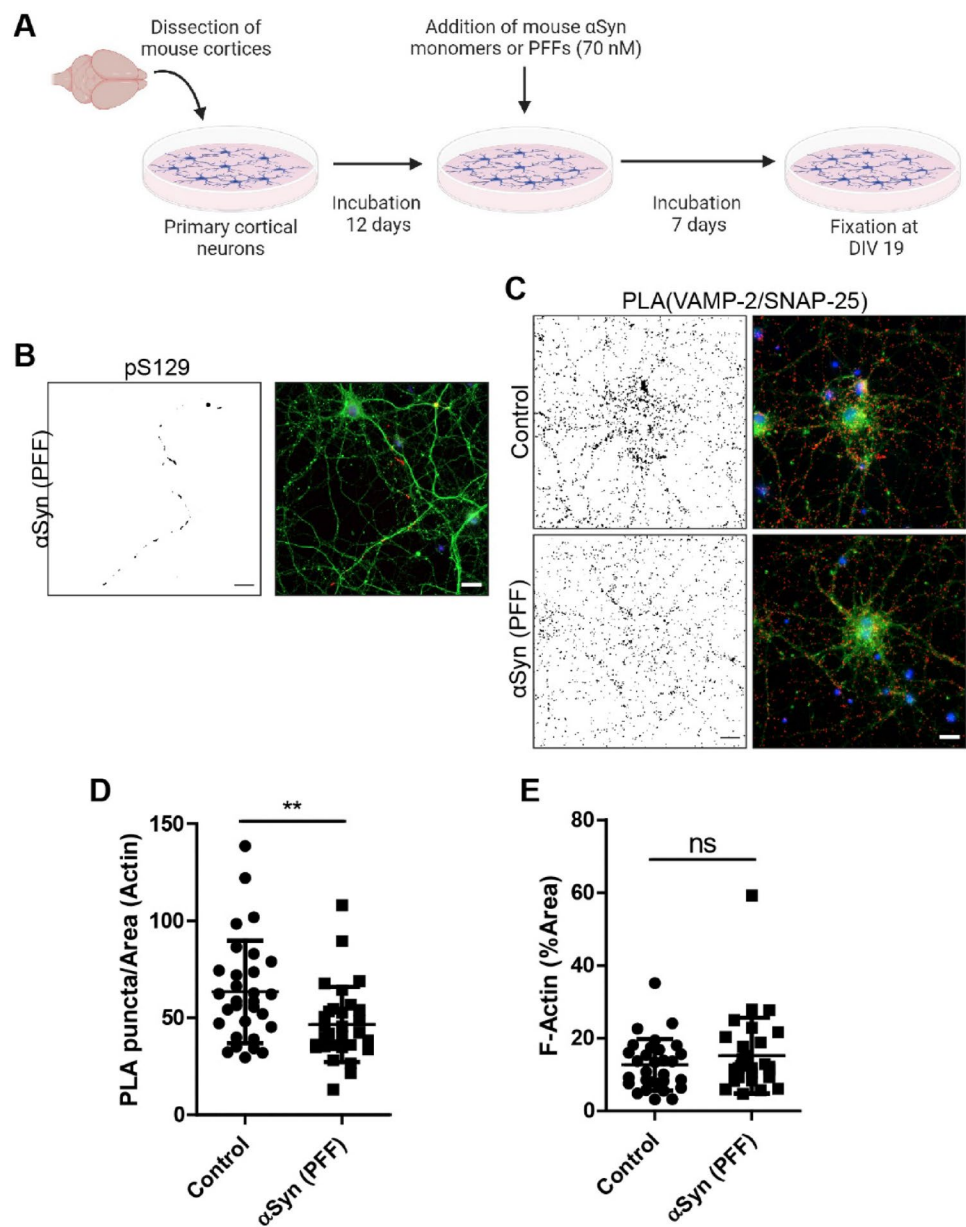 A
Dissection of
mouse cortices
Addition of mouse αSyn
monomers or PFFs (70 nM)
Primary cortical
neurons
Incubation
12 days
Incubation
7 days
Fixation at
DIV 19
B
pS129
αSyn (PFF)
C
PLA(VAMP-2/SNAP-25)
Control
αSyn (PFF)
D
PLA puncta/Area (Actin)
150
100
50
0
**
Control
αSyn (PFF)
E
F-Actin (%Area)
80
60
40
20
0
ns
Control
αSyn (PFF)